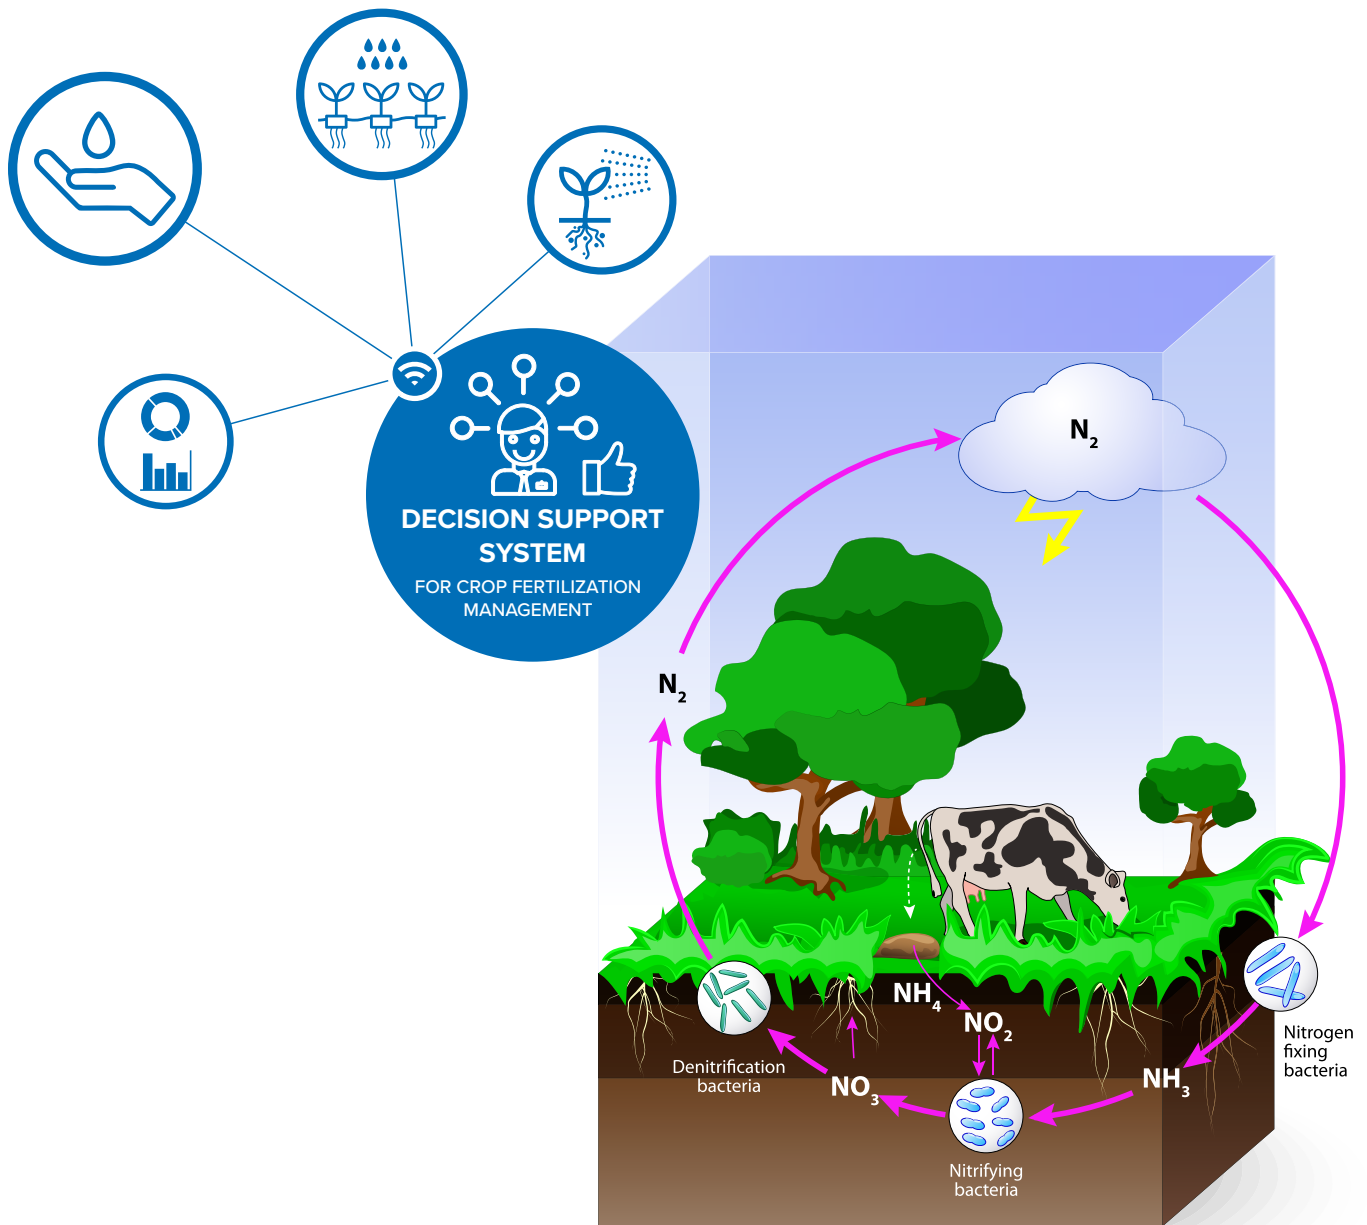 DECISION SUPPORT
SYSTEM
FOR CROP FERTILIZATION
MANAGEMENT
N2
N2
NH4
NO2
Denitrification
bacteria
NO3
NH3
Nitrogen
fixing
bacteria
Nitrifying
bacteria